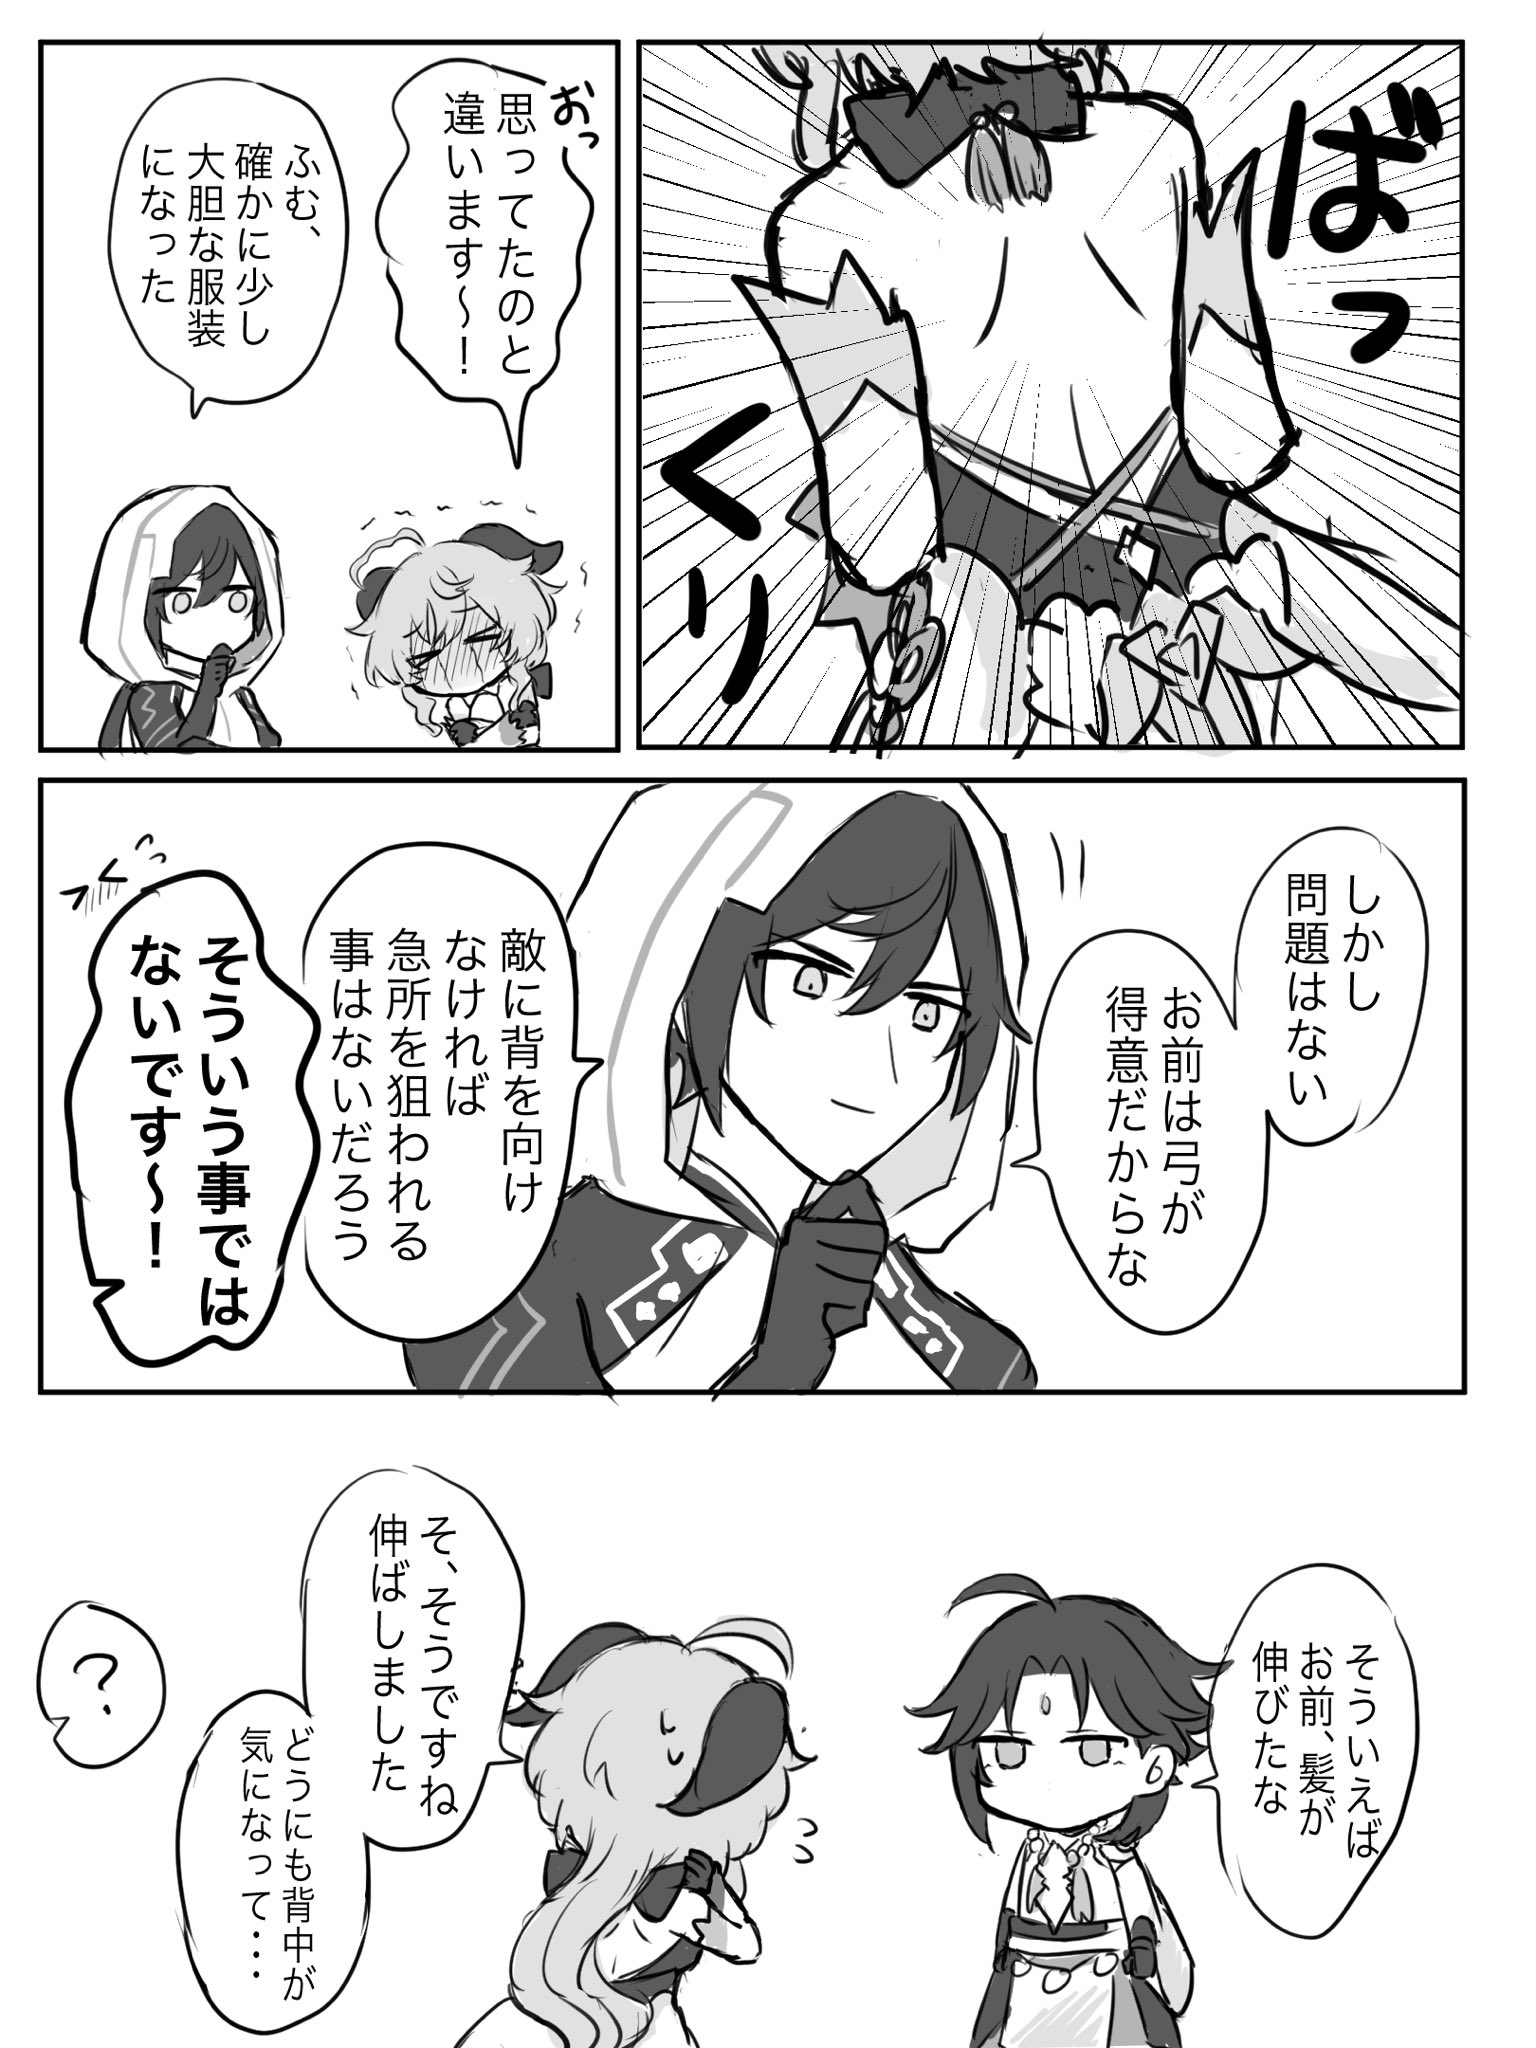 ばっ
くり
おっ
思ってたのと
違います〜！
ふむ、
確かに少し
大胆な服装
になった
しかし
問題はない
お前は弓が
得意だからな
敵に背を向け
なければ
急所を狙われる
事はないだろう
そういう事では
ないです〜！
そういえば
お前、髪が
伸びたな
そ、そうですね
伸ばしました
どうにも背中が
気になって・・・
？